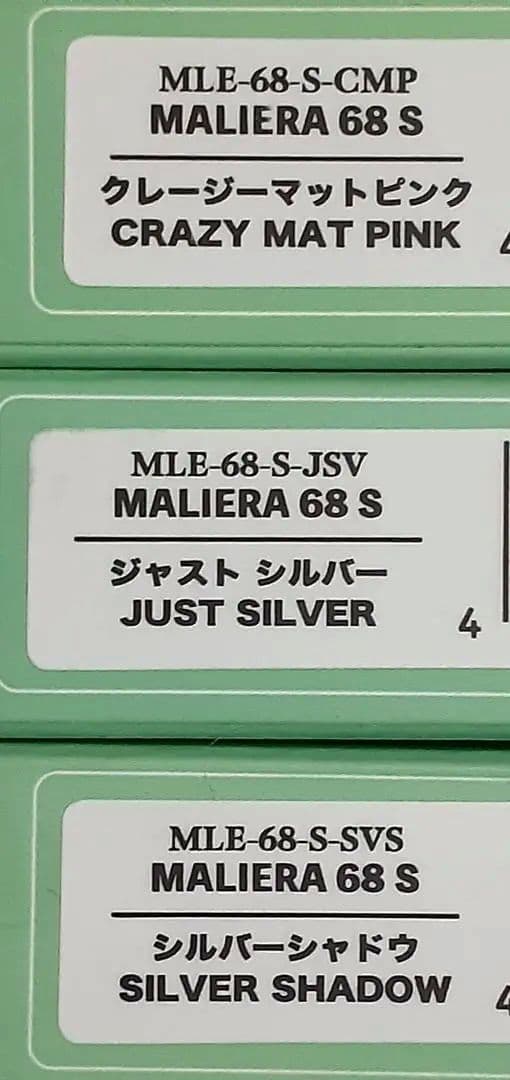 MLE-68-S-CMP
MALIERA 68 S
クレージーマットピンク
CRAZY MAT PINK
MLE-68-S-JSV
MALIERA 68 S
ジャスト シルバー
JUST SILVER
4
MLE-68-S-SVS
MALIERA 68 S
シルバーシャドウ
SILVER SHADOW